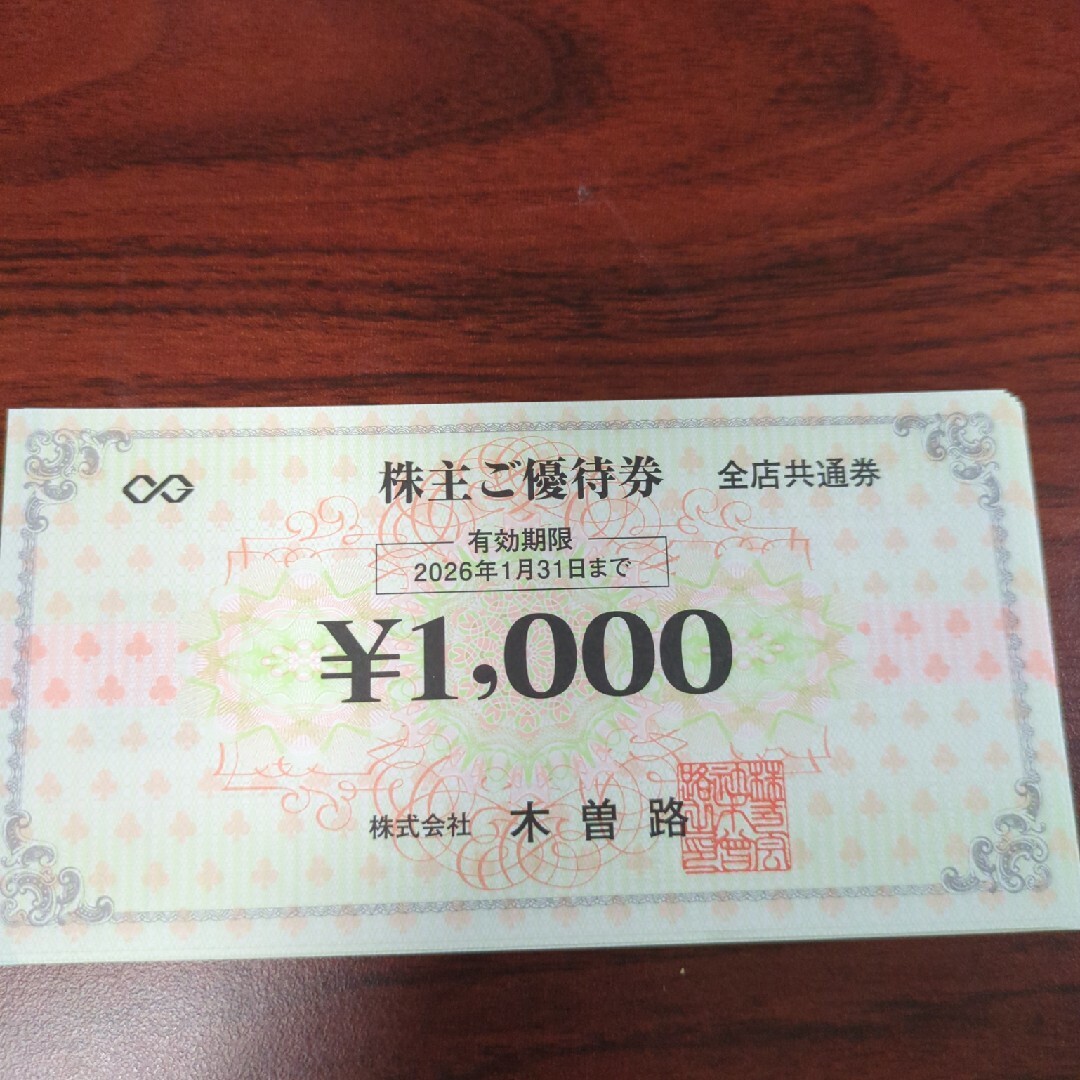 株主ご優待券 全店共通券
有効期限
2026年1月31日まで
¥1,000
株式会社 木曽路